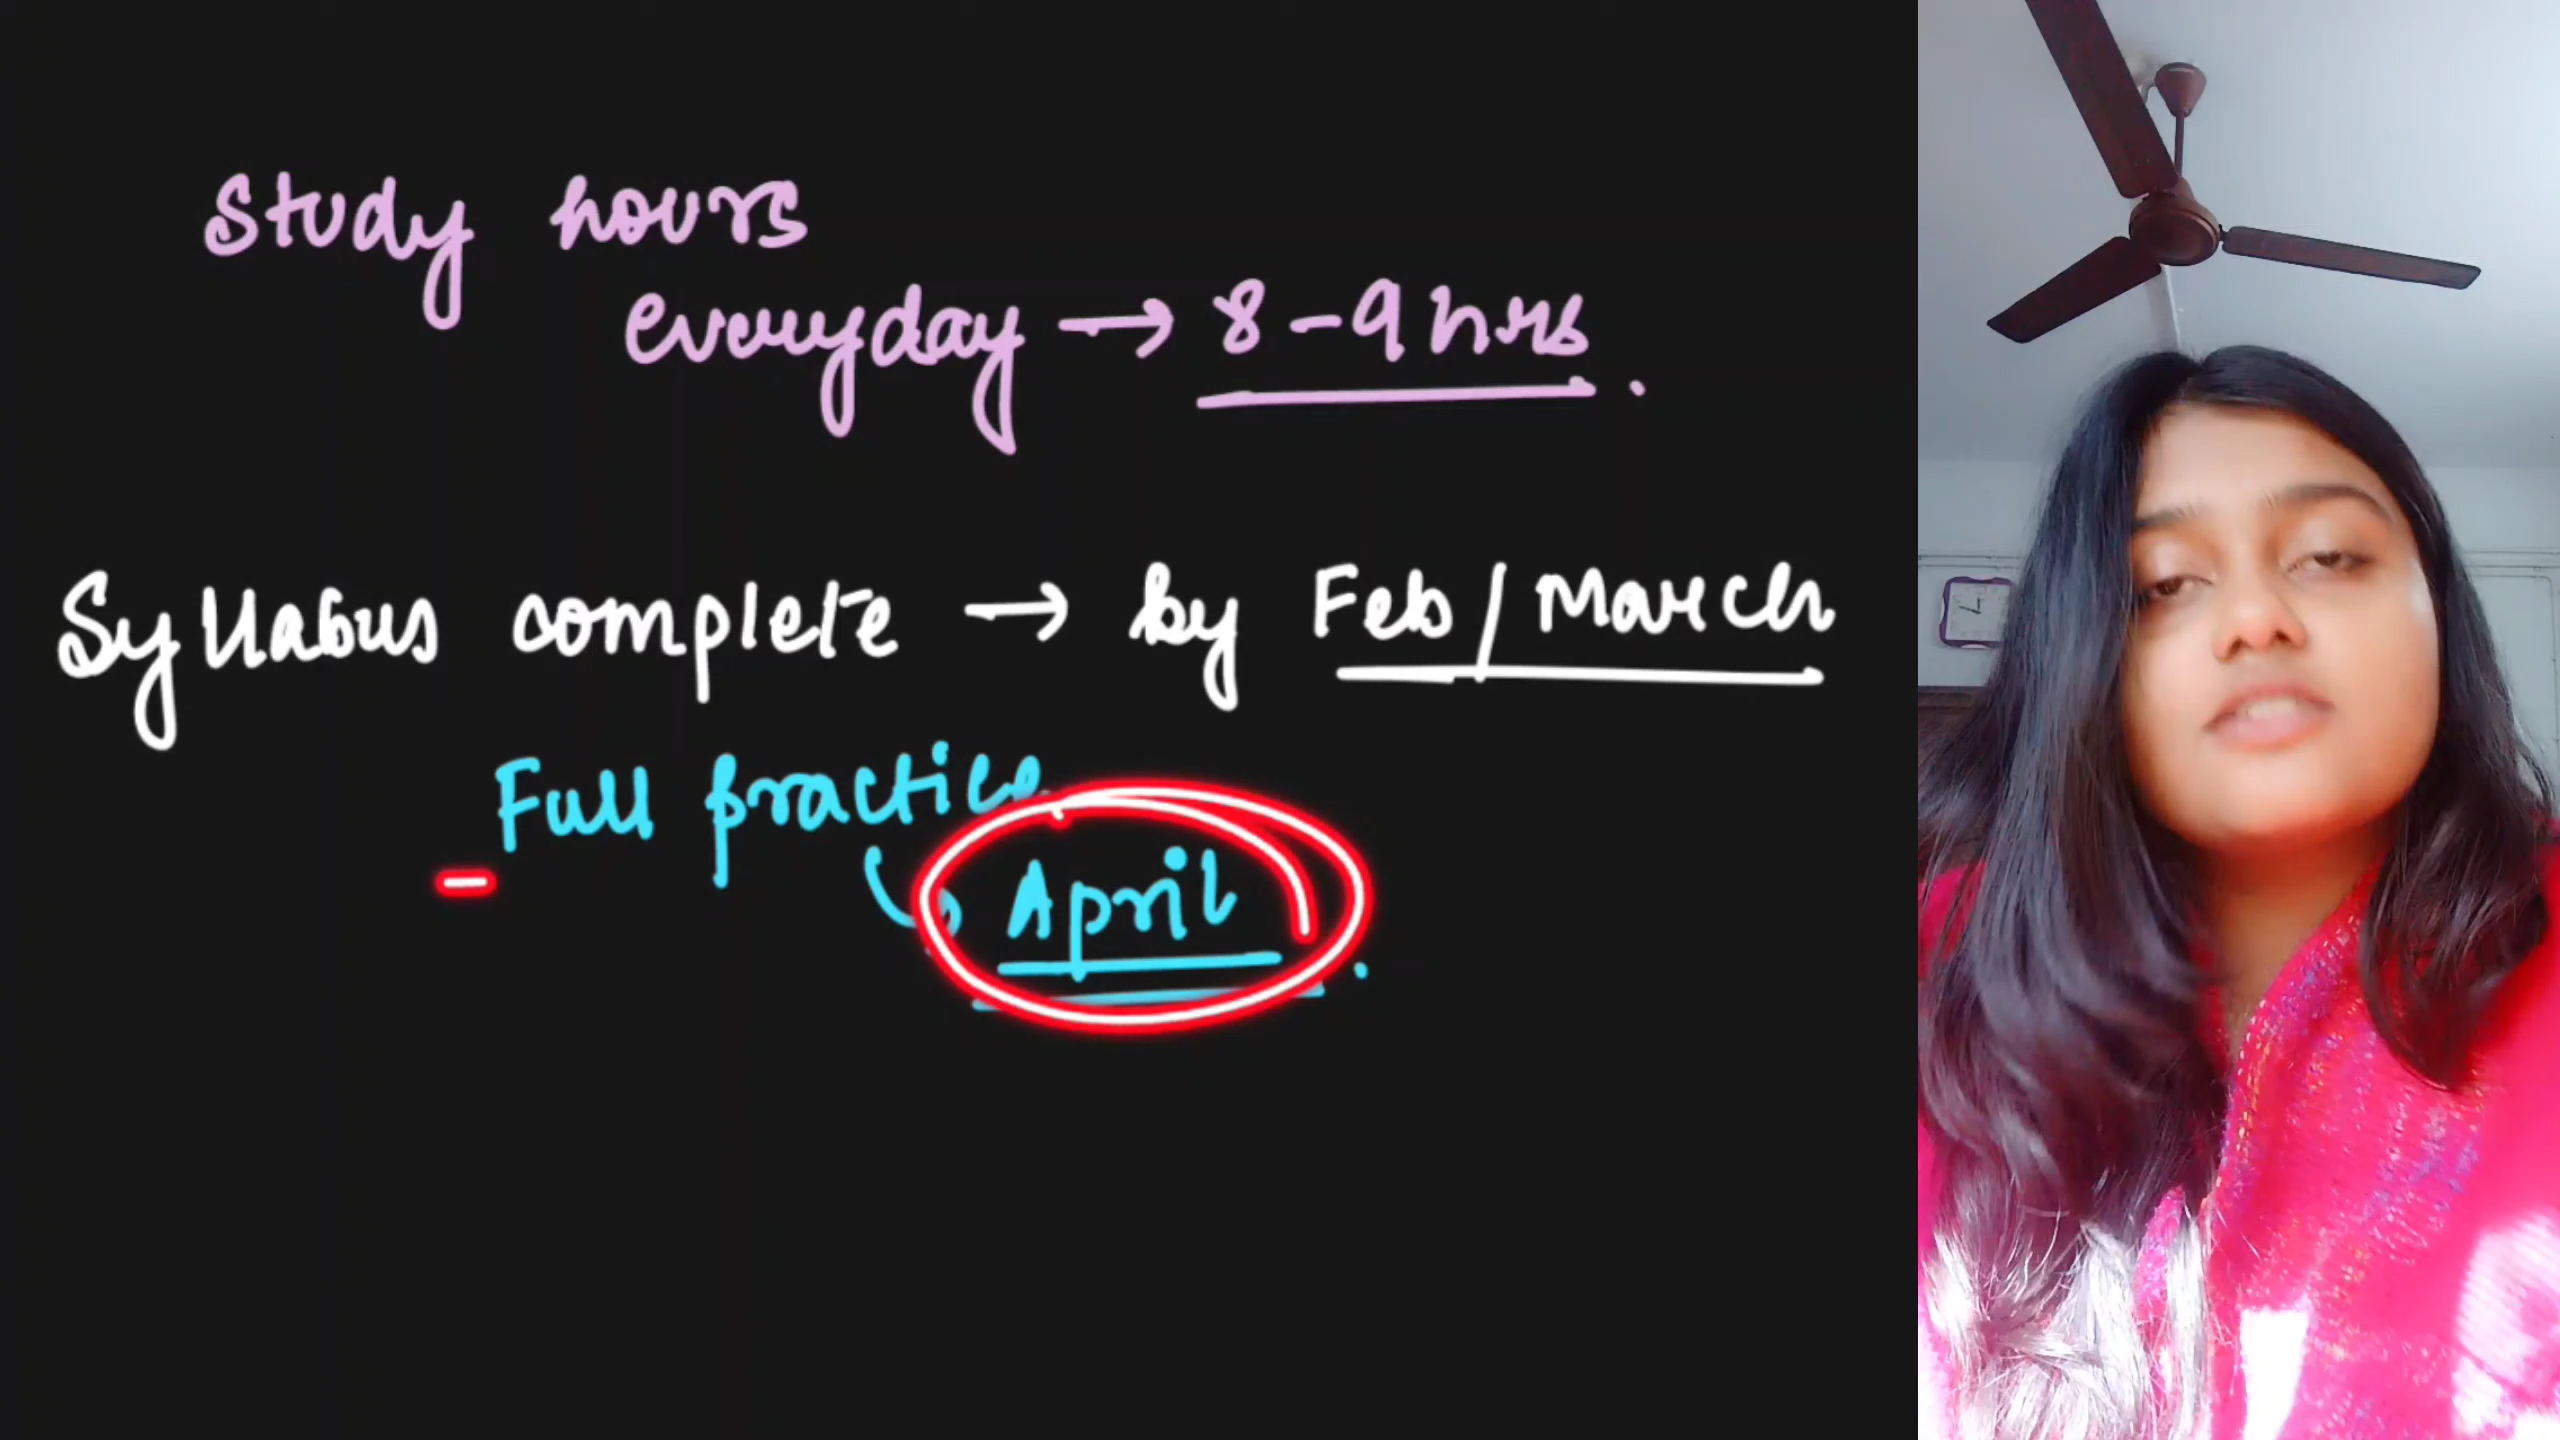 Study hours
everyday → 8-9 hrs.
Syllabus complete → by Feb/March
Full practice
↳ April.